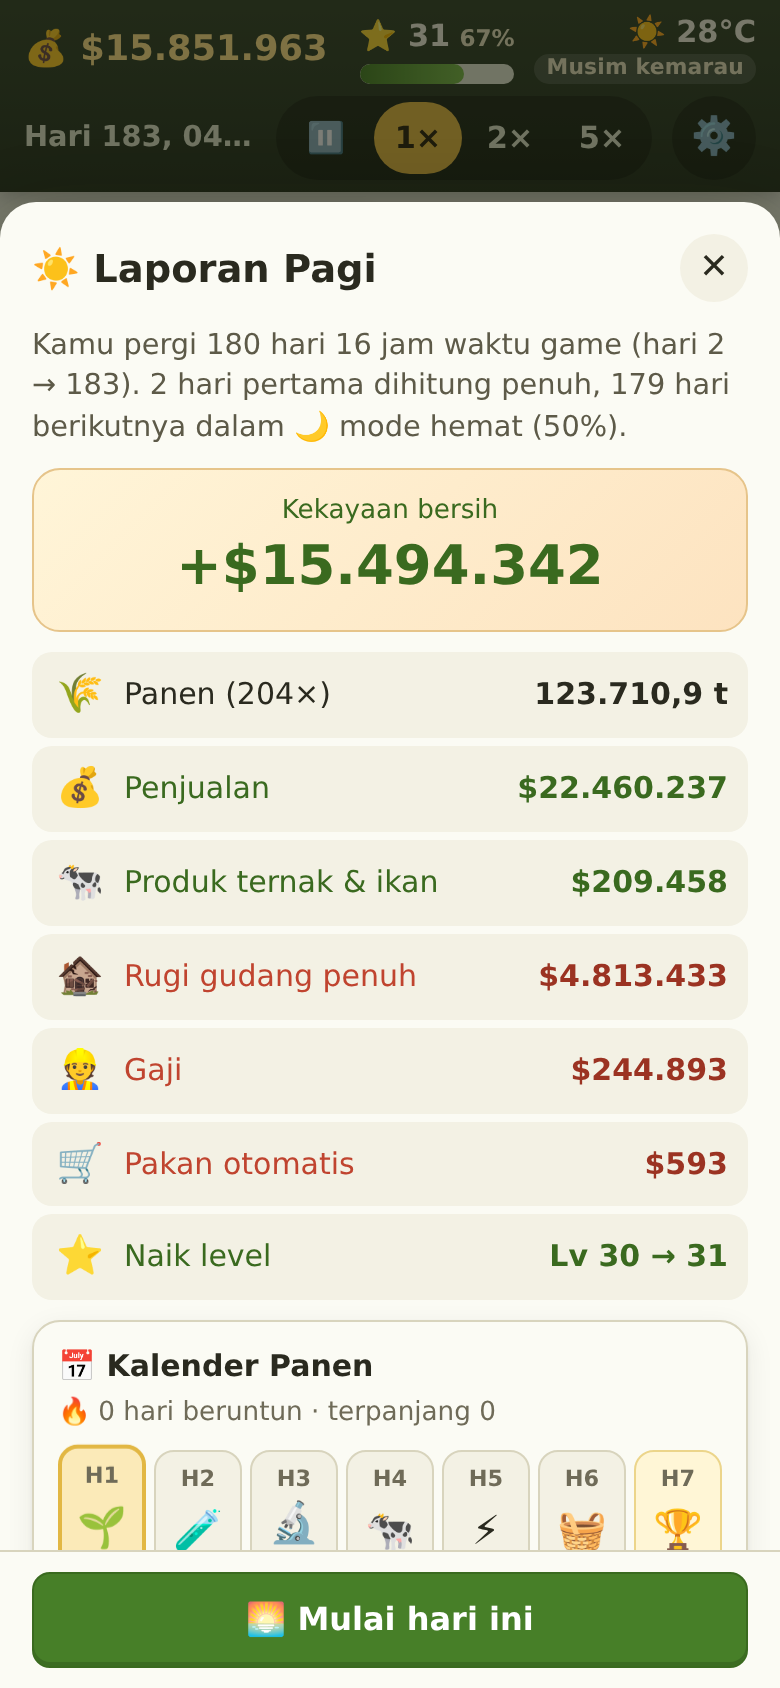 $15.851.963
31 67%
28°C
Musim kemarau
Hari 183, 04...
1×
2×
5×
Laporan Pagi
✕
Kamu pergi 180 hari 16 jam waktu game (hari 2
→ 183). 2 hari pertama dihitung penuh, 179 hari
berikutnya dalam 🌙 mode hemat (50%).
Kekayaan bersih
+$15.494.342
Panen (204×) 123.710,9 t
Penjualan $22.460.237
Produk ternak & ikan $209.458
Rugi gudang penuh $4.813.433
Gaji $244.893
Pakan otomatis $593
Naik level Lv 30 → 31
Kalender Panen
0 hari beruntun · terpanjang 0
H1 H2 H3 H4 H5 H6 H7
Mulai hari ini